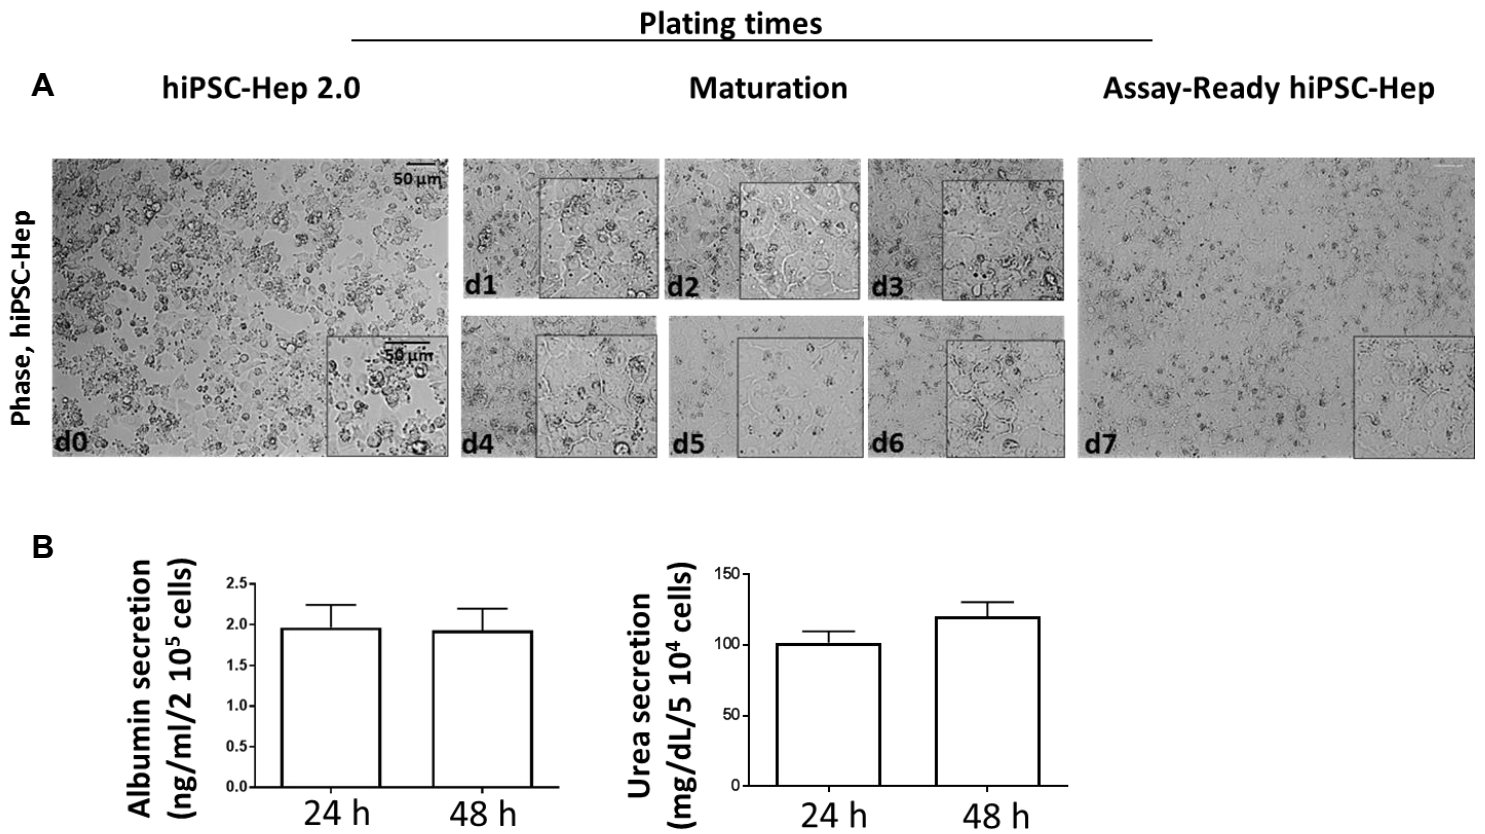 Plating times
A
hiPSC-Hep 2.0
Maturation
Assay-Ready hiPSC-Hep
Phase, hiPSC-Hep
50 µm
50 µm
d0
d1
d2
d3
d4
d5
d6
d7
B
Albumin secretion
(ng/ml/2 10⁵ cells)
2.5
2.0
1.5
1.0
0.5
0.0
24 h
48 h
Urea secretion
(mg/dL/5 10⁴ cells)
150
100
50
0
24 h
48 h